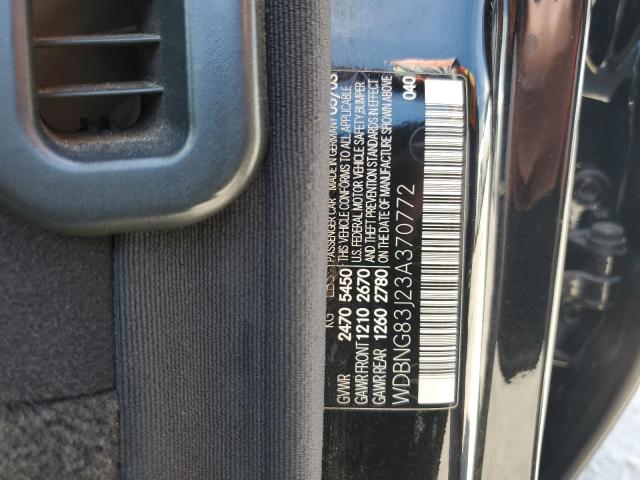 PASSENGER CAR MADE IN GERMANY 03/03
THIS VEHICLE CONFORMS TO ALL APPLICABLE
U.S. FEDERAL MOTOR VEHICLE SAFETY, BUMPER
AND THEFT PREVENTION STANDARDS IN EFFECT
ON THE DATE OF MANUFACTURE SHOWN ABOVE
KG LBS
GVWR 2470 5450
GAWR FRONT 1210 2670
GAWR REAR 1260 2780
040
WDBNG83J23A370772